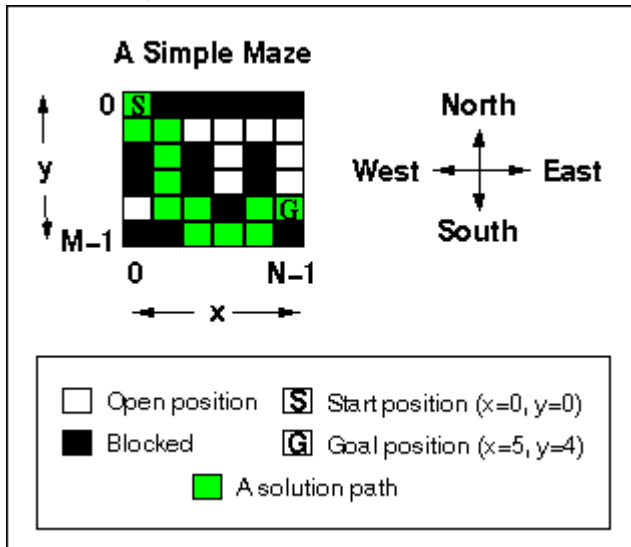 A Simple Maze
0 S
North
y
West East
G
South
M-1
0 N-1
x
Open position S Start position (x=0, y=0)
Blocked G Goal position (x=5, y=4)
A solution path